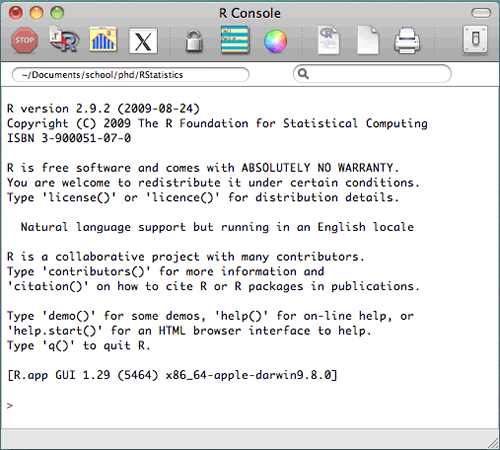 R Console
STOP
R
X
R
~/Documents/school/phd/RStatistics
R version 2.9.2 (2009-08-24)
Copyright (C) 2009 The R Foundation for Statistical Computing
ISBN 3-900051-07-0
R is free software and comes with ABSOLUTELY NO WARRANTY.
You are welcome to redistribute it under certain conditions.
Type 'license()' or 'licence()' for distribution details.
Natural language support but running in an English locale
R is a collaborative project with many contributors.
Type 'contributors()' for more information and
'citation()' on how to cite R or R packages in publications.
Type 'demo()' for some demos, 'help()' for on-line help, or
'help.start()' for an HTML browser interface to help.
Type 'q()' to quit R.
[R.app GUI 1.29 (5464) x86_64-apple-darwin9.8.0]
>